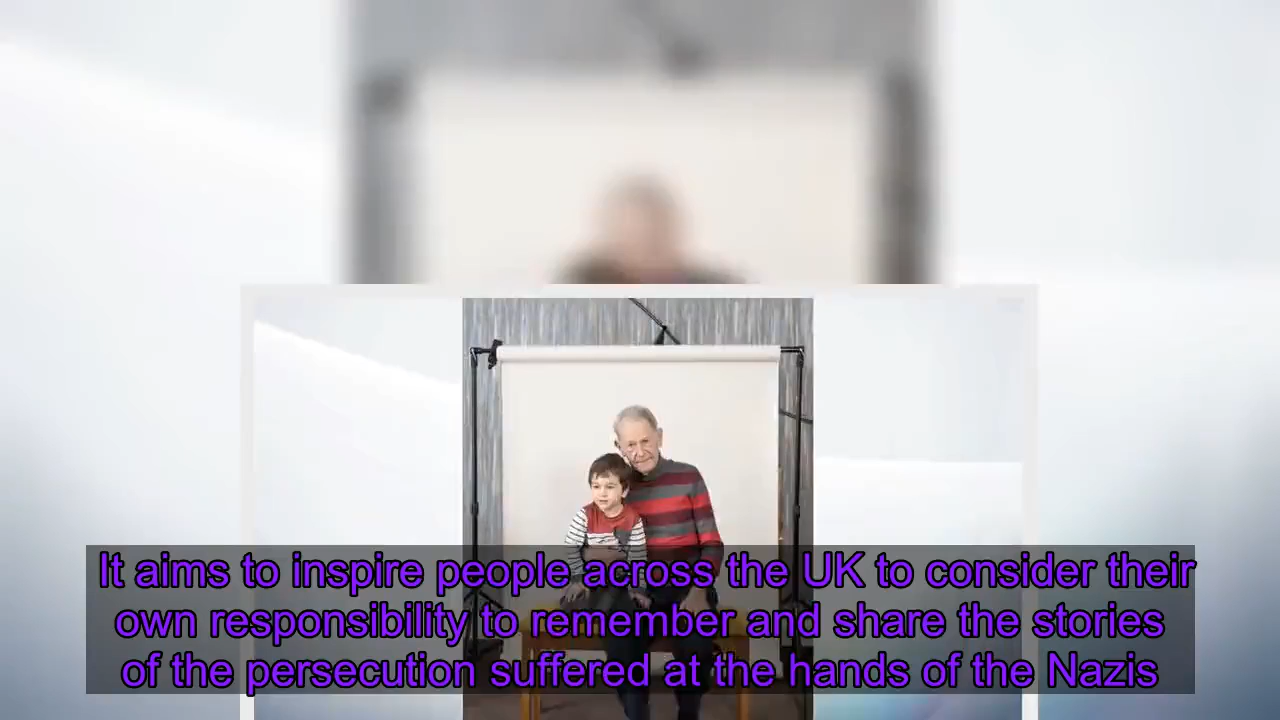 It aims to inspire people across the UK to consider their
own responsibility to remember and share the stories
of the persecution suffered at the hands of the Nazis